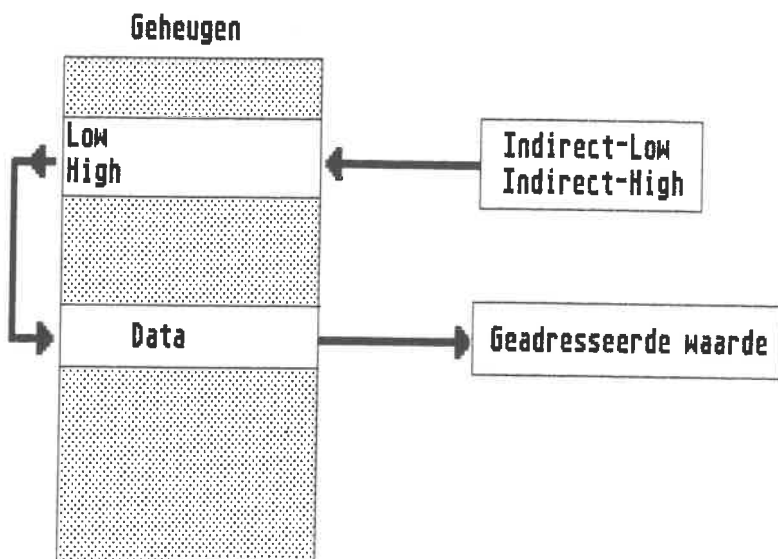 Geheugen
Low
High
Indirect-Low
Indirect-High
Data
Geadresseerde waarde